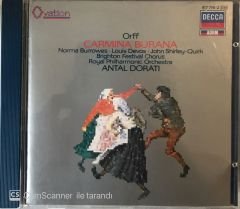 Ovation
DECCA
Orff
CARMINA BURANA
Norma Burrowes · Louis Devos · John Shirley-Quirk
Brighton Festival Chorus
Royal Philharmonic Orchestra
ANTAL DORATI
CS CamScanner ile tarandı